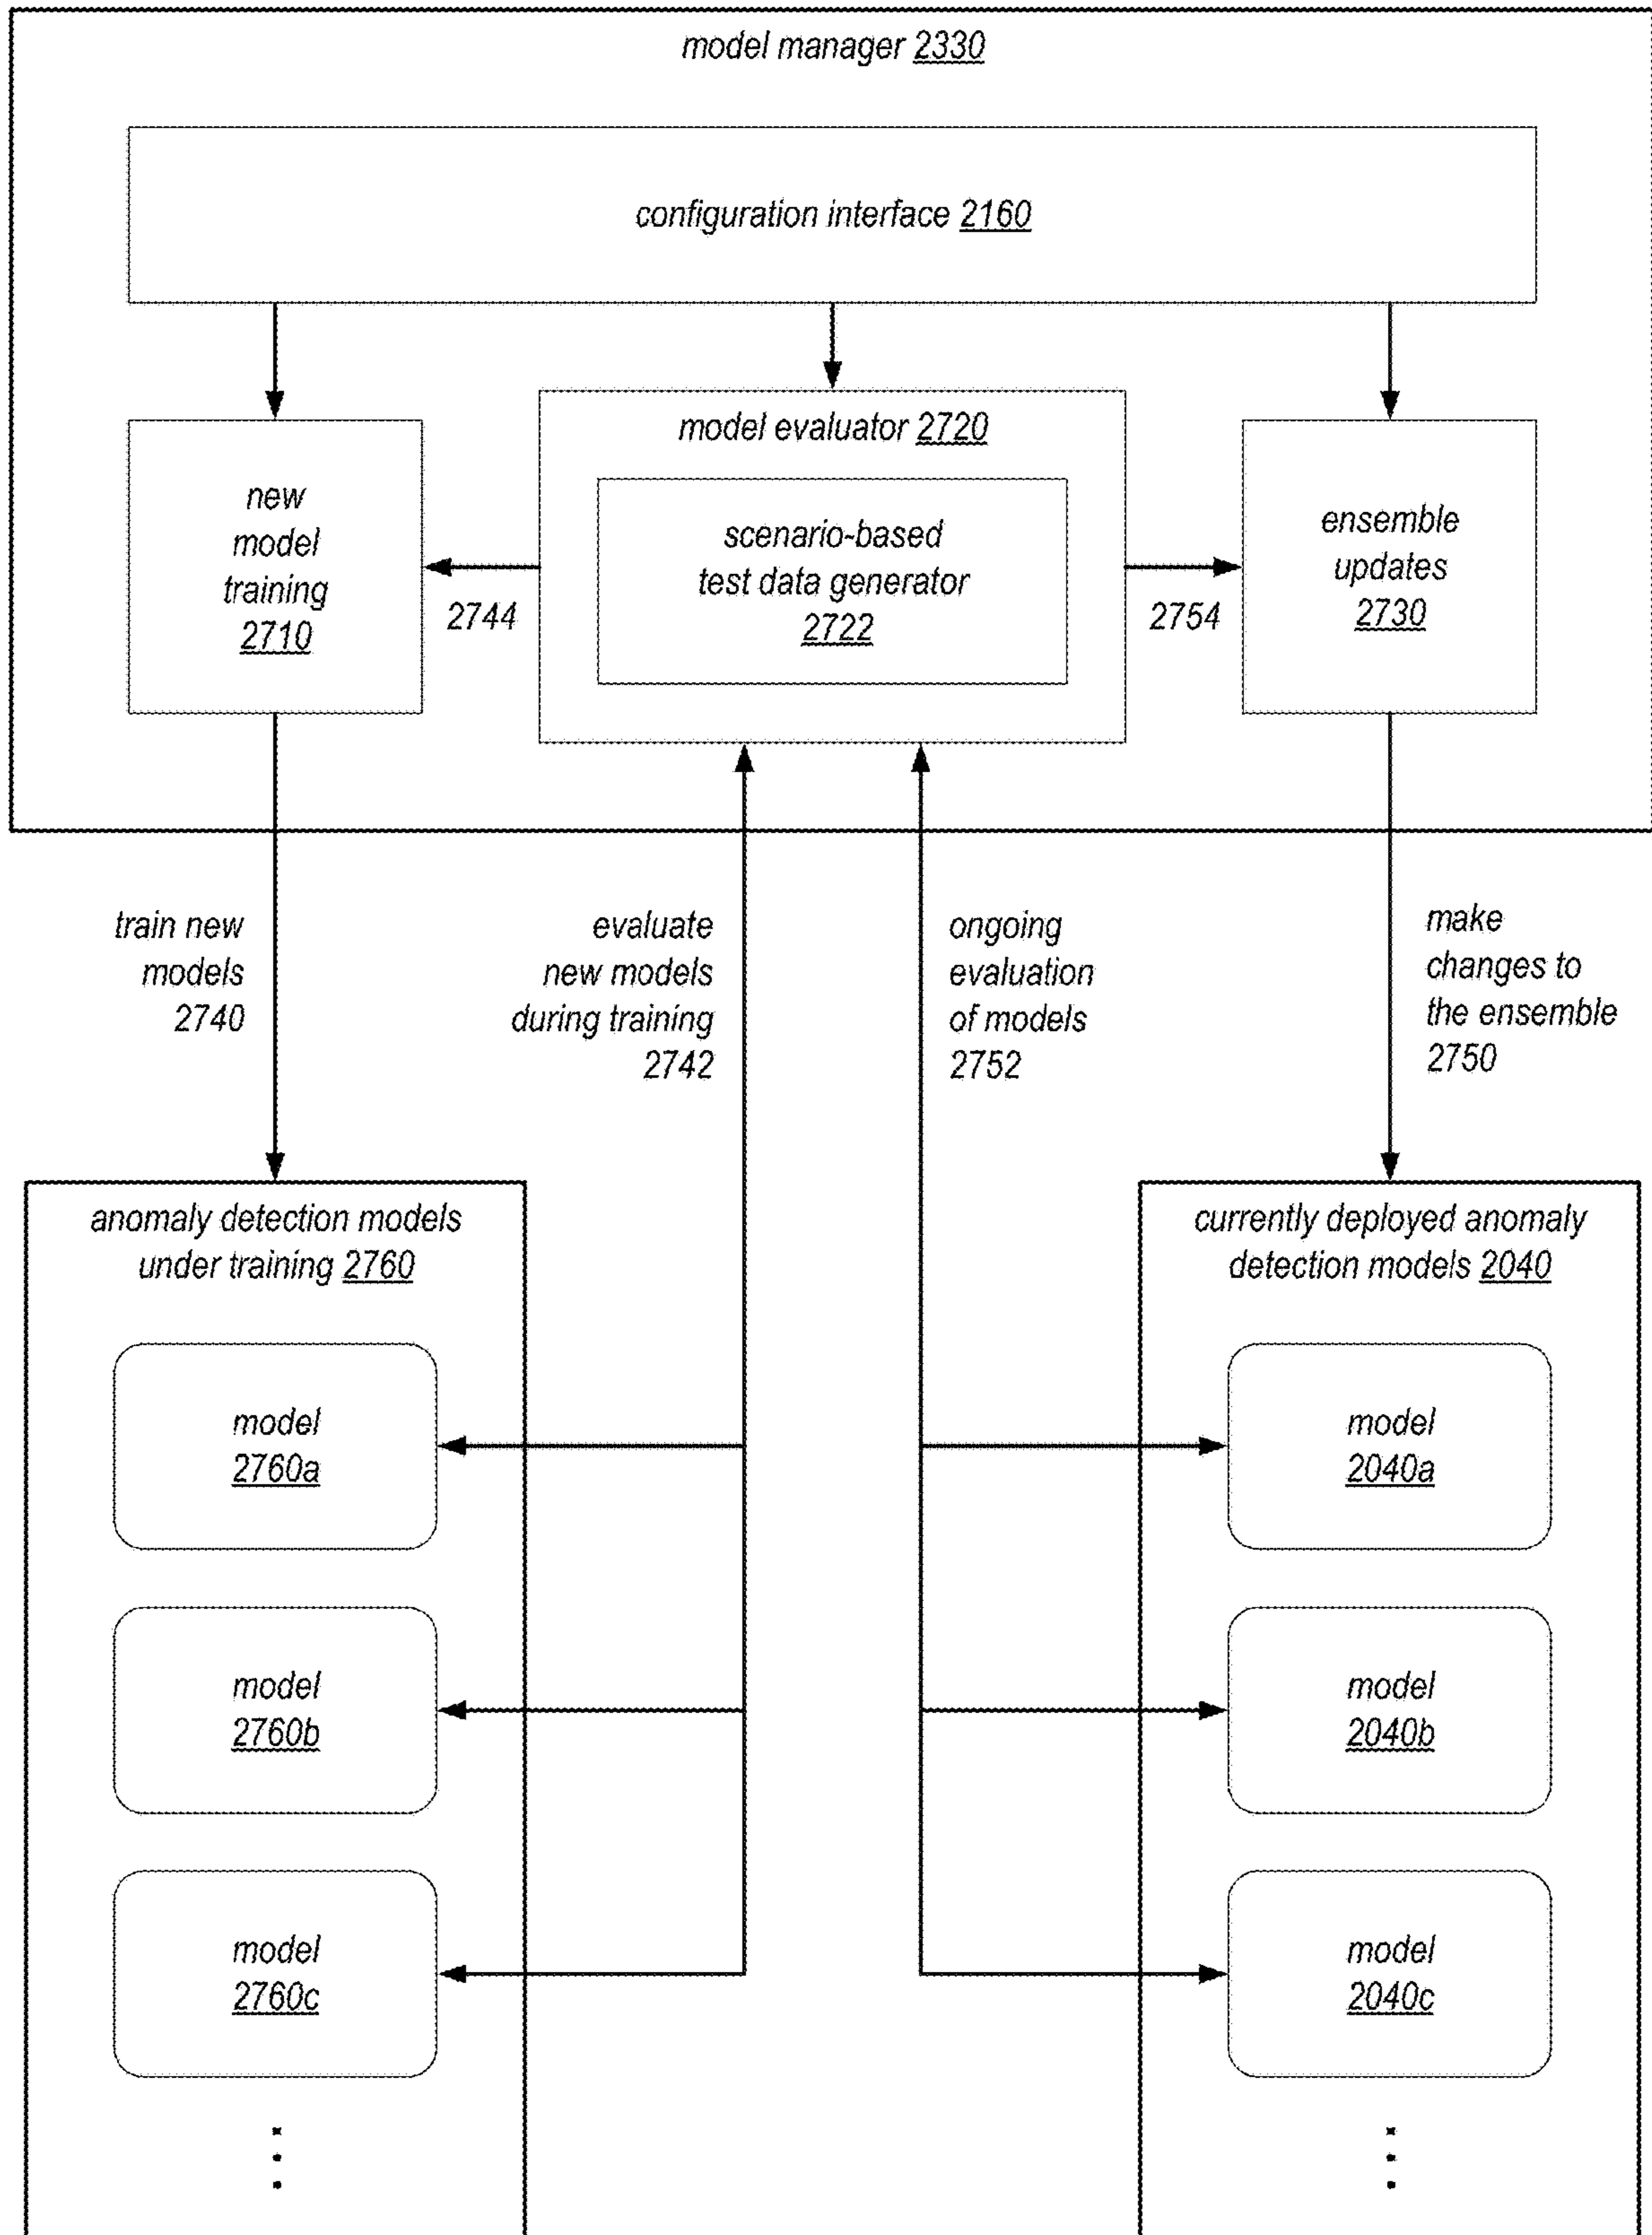 model manager 2330
configuration interface 2160
new
model
training
2710
2744
model evaluator 2720
scenario-based
test data generator
2722
2754
ensemble
updates
2730
train new
models
2740
evaluate
new models
during training
2742
ongoing
evaluation
of models
2752
make
changes to
the ensemble
2750
anomaly detection models
under training 2760
model
2760a
model
2760b
model
2760c
currently deployed anomaly
detection models 2040
model
2040a
model
2040b
model
2040c